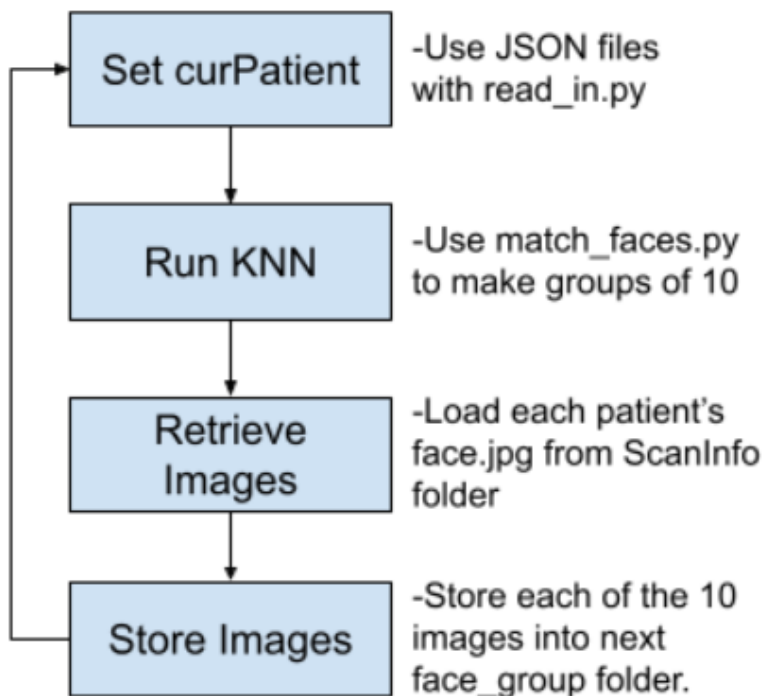 Set curPatient
-Use JSON files
with read_in.py
Run KNN
-Use match_faces.py
to make groups of 10
Retrieve
Images
-Load each patient's
face.jpg from ScanInfo
folder
Store Images
-Store each of the 10
images into next
face_group folder.